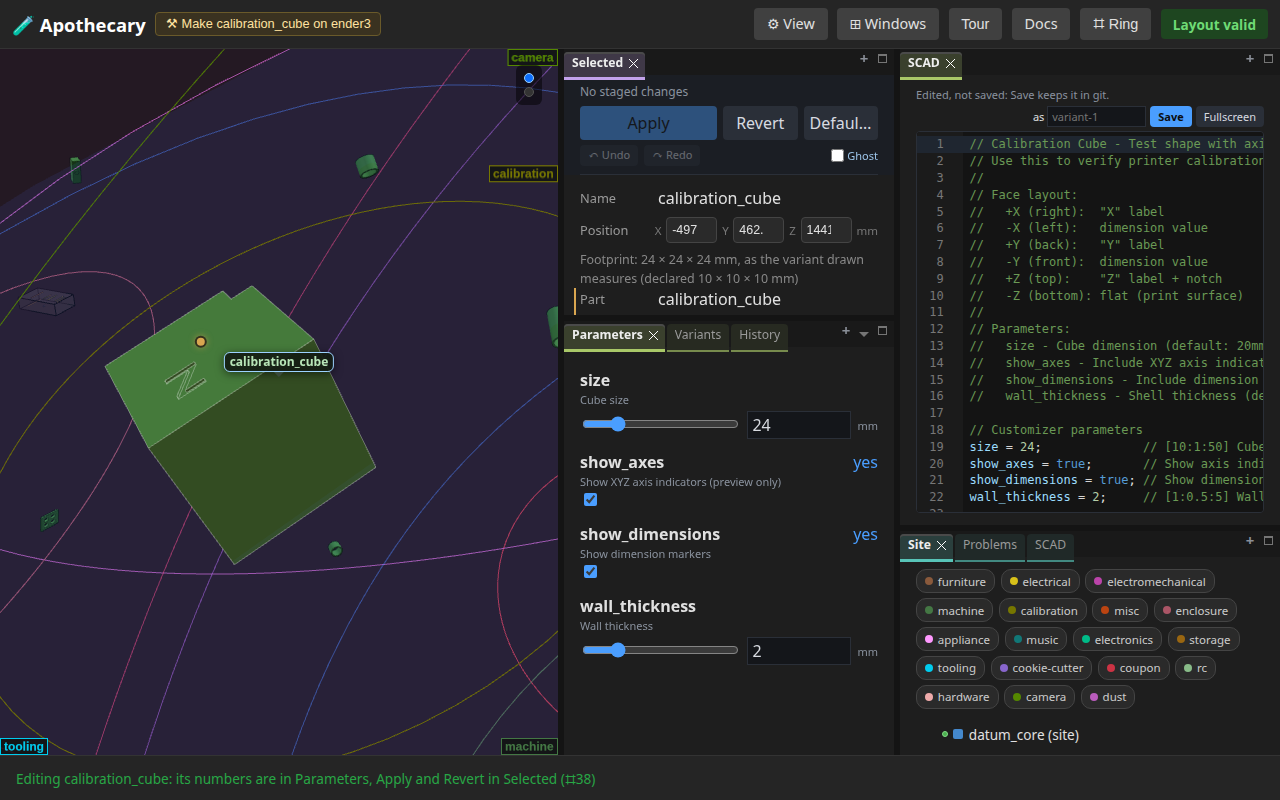 🧪 Apothecary
⚒ Make calibration_cube on ender3
⚙ View
⊞ Windows
Tour
Docs
⌗ Ring
Layout valid
camera
calibration
calibration_cube
Z
tooling
machine
Selected
No staged changes
Apply
Revert
Defaul...
↶ Undo
↷ Redo
Ghost
Name calibration_cube
Position X -497 Y 462. Z 1441 mm
Footprint: 24 × 24 × 24 mm, as the variant drawn
measures (declared 10 × 10 × 10 mm)
Part calibration_cube
Parameters
Variants
History
size
Cube size
24 mm
show_axes yes
Show XYZ axis indicators (preview only)
show_dimensions yes
Show dimension markers
wall_thickness
Wall thickness
2 mm
SCAD
Edited, not saved: Save keeps it in git.
as variant-1 Save Fullscreen
1 // Calibration Cube - Test shape with axi
2 // Use this to verify printer calibration
3 //
4 // Face layout:
5 //   +X (right):  "X" label
6 //   -X (left):   dimension value
7 //   +Y (back):   "Y" label
8 //   -Y (front):  dimension value
9 //   +Z (top):    "Z" label + notch
10 //   -Z (bottom): flat (print surface)
11 //
12 // Parameters:
13 //   size - Cube dimension (default: 20mm
14 //   show_axes - Include XYZ axis indicat
15 //   show_dimensions - Include dimension
16 //   wall_thickness - Shell thickness (de
17
18 // Customizer parameters
19 size = 24;              // [10:1:50] Cube
20 show_axes = true;       // Show axis indi
21 show_dimensions = true; // Show dimension
22 wall_thickness = 2;     // [1:0.5:5] Wall
Site
Problems
SCAD
furniture
electrical
electromechanical
machine
calibration
misc
enclosure
appliance
music
electronics
storage
tooling
cookie-cutter
coupon
rc
hardware
camera
dust
datum_core (site)
Editing calibration_cube: its numbers are in Parameters, Apply and Revert in Selected (⌗38)